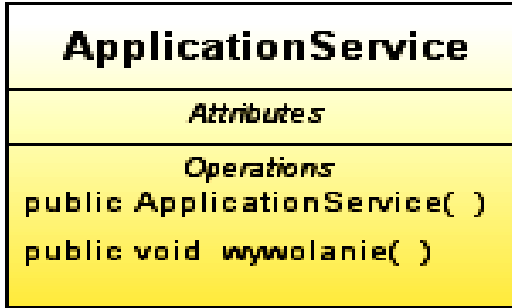 ApplicationService
Attributes
Operations
public ApplicationService( )
public void wywolanie( )